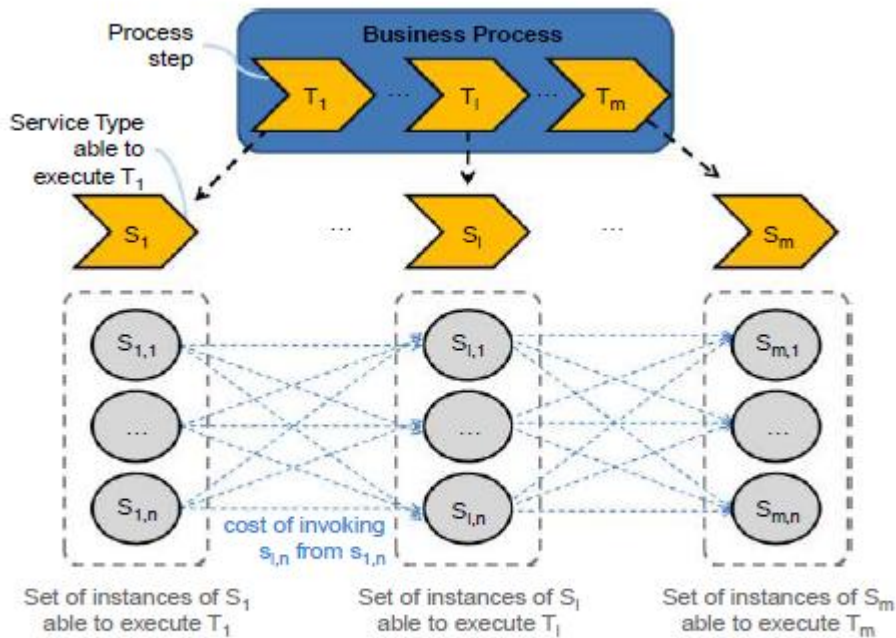 Process
step
Business Process
T₁ ... Tₗ ... Tₘ
Service Type
able to
execute T₁
S₁ ... Sₗ ... Sₘ
S₁,₁ Sₗ,₁ Sₘ,₁
... ... ...
S₁,ₙ Sₗ,ₙ Sₘ,ₙ
cost of invoking
sₗ,ₙ from s₁,ₙ
Set of instances of S₁
able to execute T₁
Set of instances of Sₗ
able to execute Tₗ
Set of instances of Sₘ
able to execute Tₘ